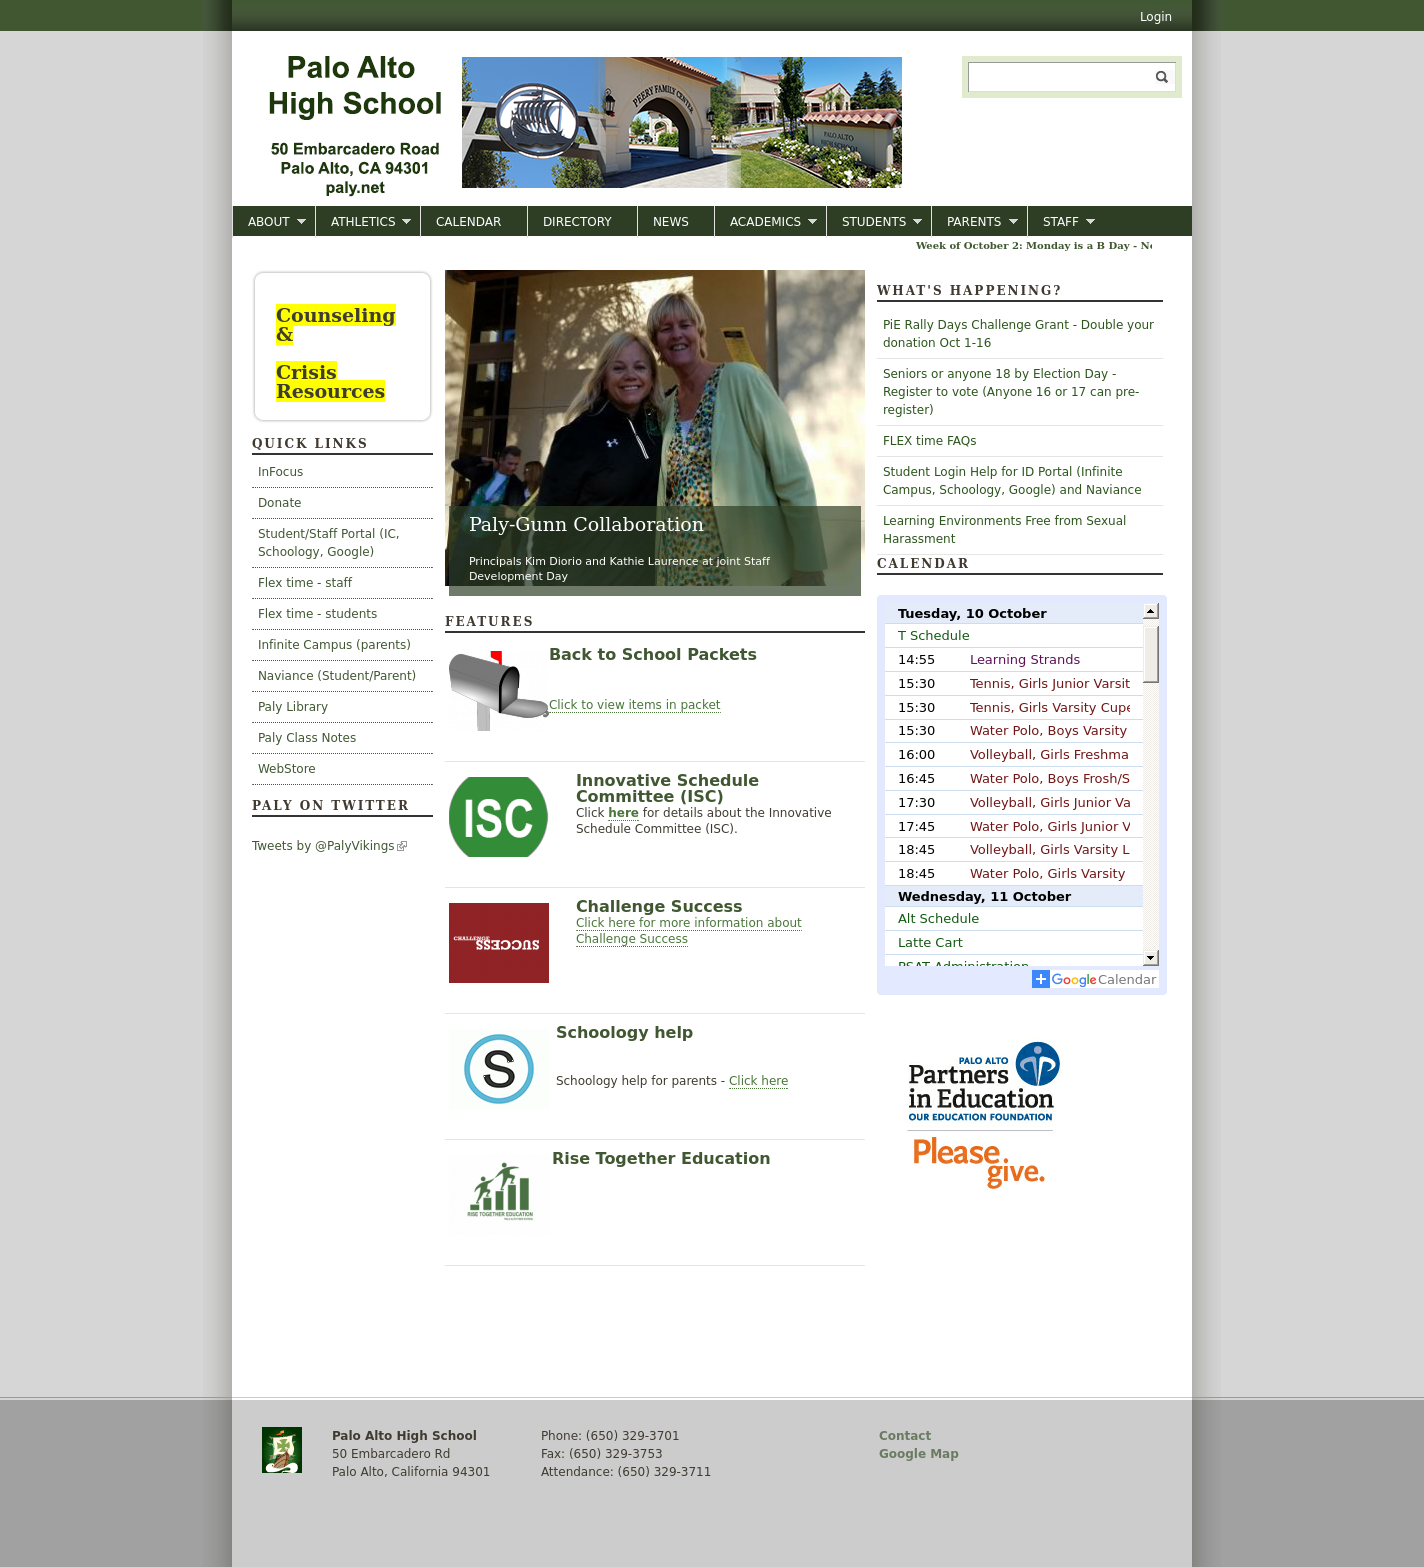 Login
Palo Alto
High School
50 Embarcadero Road
Palo Alto, CA 94301
paly.net
PEERY FAMILY CENTER
PALO ALTO
HIGH SCHOOL
ABOUT
ATHLETICS
CALENDAR
DIRECTORY
NEWS
ACADEMICS
STUDENTS
PARENTS
STAFF
Week of October 2: Monday is a B Day - No
Counseling
&
Crisis
Resources
QUICK LINKS
InFocus
Donate
Student/Staff Portal (IC,
Schoology, Google)
Flex time - staff
Flex time - students
Infinite Campus (parents)
Naviance (Student/Parent)
Paly Library
Paly Class Notes
WebStore
PALY ON TWITTER
Tweets by @PalyVikings
Paly-Gunn Collaboration
Principals Kim Diorio and Kathie Laurence at joint Staff
Development Day
FEATURES
Back to School Packets
Click to view items in packet
ISC
Innovative Schedule
Committee (ISC)
Click here for details about the Innovative
Schedule Committee (ISC).
CHALLENGE
SUCCESS
Challenge Success
Click here for more information about
Challenge Success
S
Schoology help
Schoology help for parents - Click here
RISE TOGETHER EDUCATION
Rise Together Education
WHAT'S HAPPENING?
PiE Rally Days Challenge Grant - Double your
donation Oct 1-16
Seniors or anyone 18 by Election Day -
Register to vote (Anyone 16 or 17 can pre-
register)
FLEX time FAQs
Student Login Help for ID Portal (Infinite
Campus, Schoology, Google) and Naviance
Learning Environments Free from Sexual
Harassment
CALENDAR
Tuesday, 10 October
T Schedule
14:55 Learning Strands
15:30 Tennis, Girls Junior Varsit
15:30 Tennis, Girls Varsity Cupe
15:30 Water Polo, Boys Varsity
16:00 Volleyball, Girls Freshma
16:45 Water Polo, Boys Frosh/S
17:30 Volleyball, Girls Junior Va
17:45 Water Polo, Girls Junior V
18:45 Volleyball, Girls Varsity L
18:45 Water Polo, Girls Varsity
Wednesday, 11 October
Alt Schedule
Latte Cart
PSAT Administration
Google Calendar
PALO ALTO
Partners
in Education
OUR EDUCATION FOUNDATION
Please
give.
Palo Alto High School
50 Embarcadero Rd
Palo Alto, California 94301
Phone: (650) 329-3701
Fax: (650) 329-3753
Attendance: (650) 329-3711
Contact
Google Map